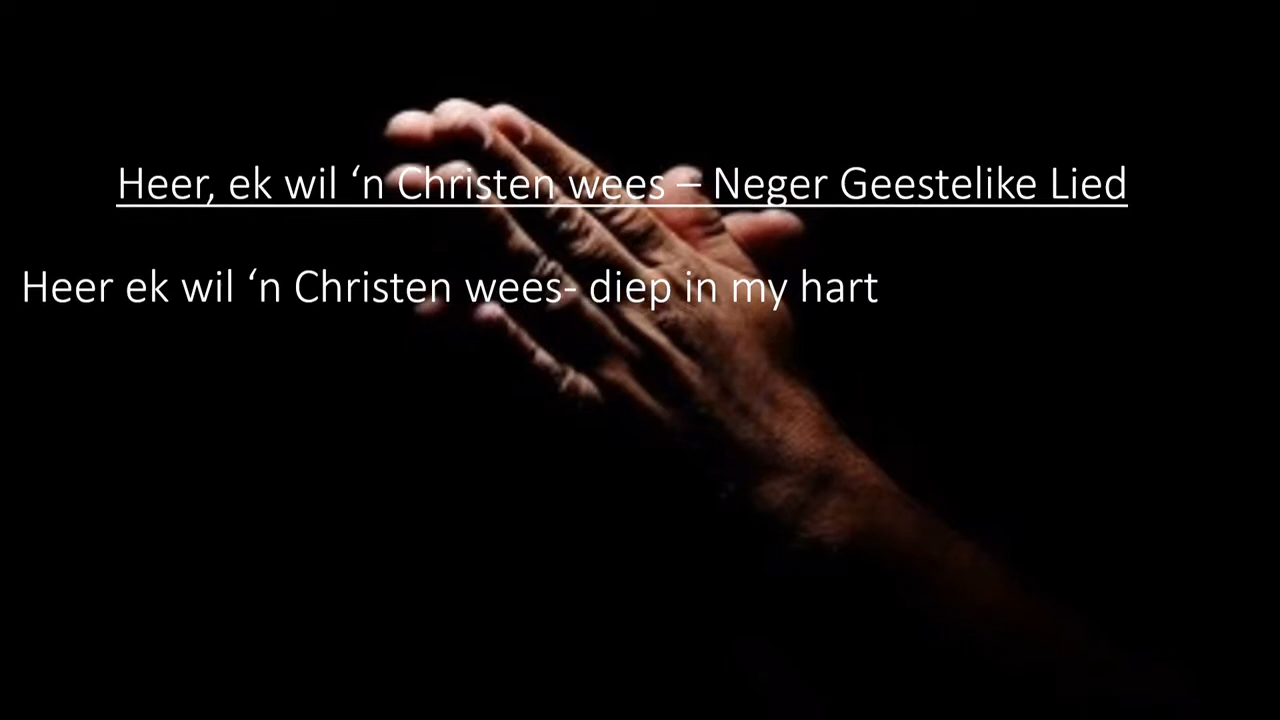 Heer, ek wil ‘n Christen wees – Neger Geestelike Lied
Heer ek wil ‘n Christen wees- diep in my hart